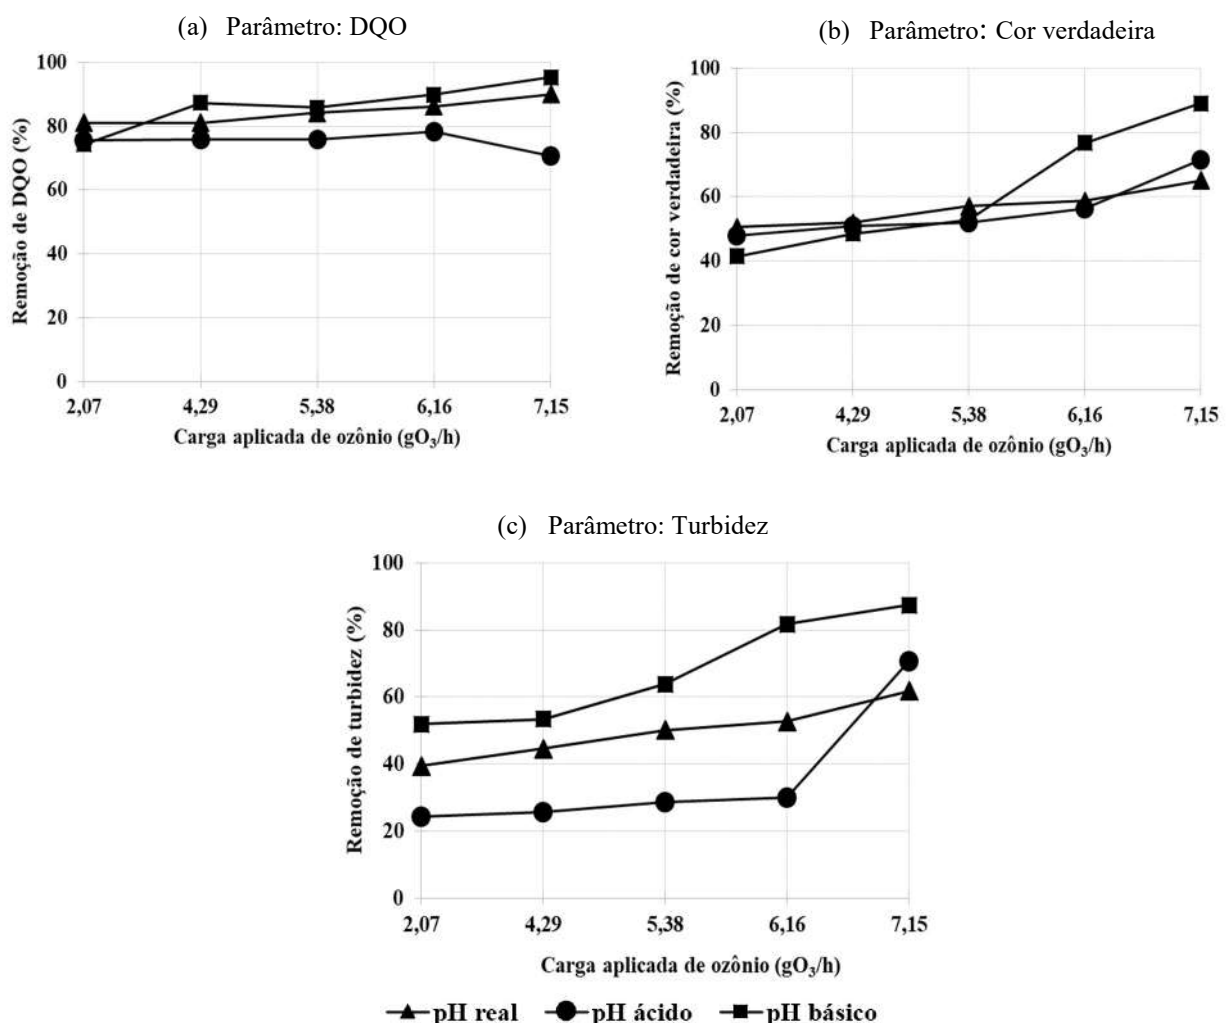 (a) Parâmetro: DQO
Remoção de DQO (%)
100
80
60
40
20
0
2,07 4,29 5,38 6,16 7,15
Carga aplicada de ozônio (gO₃/h)
(b) Parâmetro: Cor verdadeira
Remoção de cor verdadeira (%)
100
80
60
40
20
0
2,07 4,29 5,38 6,16 7,15
Carga aplicada de ozônio (gO₃/h)
(c) Parâmetro: Turbidez
Remoção de turbidez (%)
100
80
60
40
20
0
2,07 4,29 5,38 6,16 7,15
Carga aplicada de ozônio (gO₃/h)
pH real pH ácido pH básico